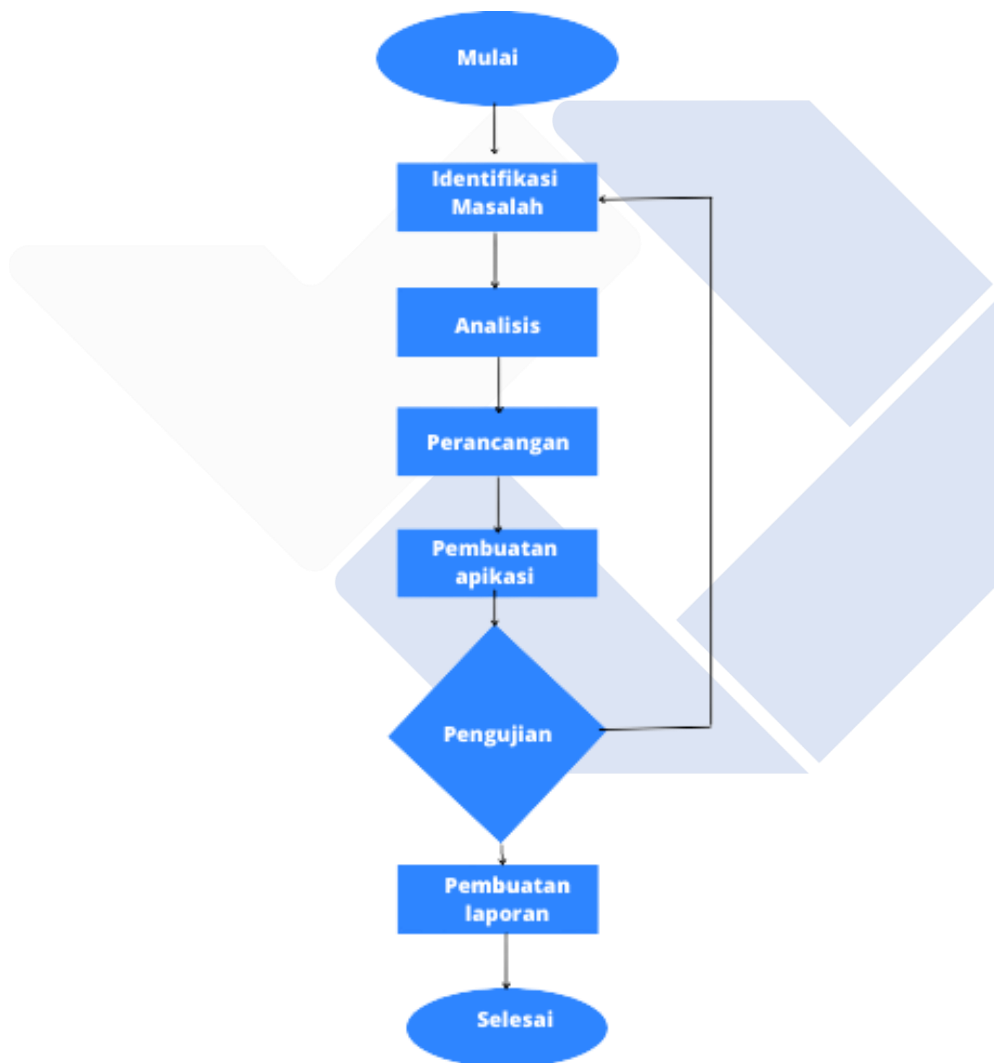 Mulai
Identifikasi
Masalah
Analisis
Perancangan
Pembuatan
apikasi
Pengujian
Pembuatan
laporan
Selesai